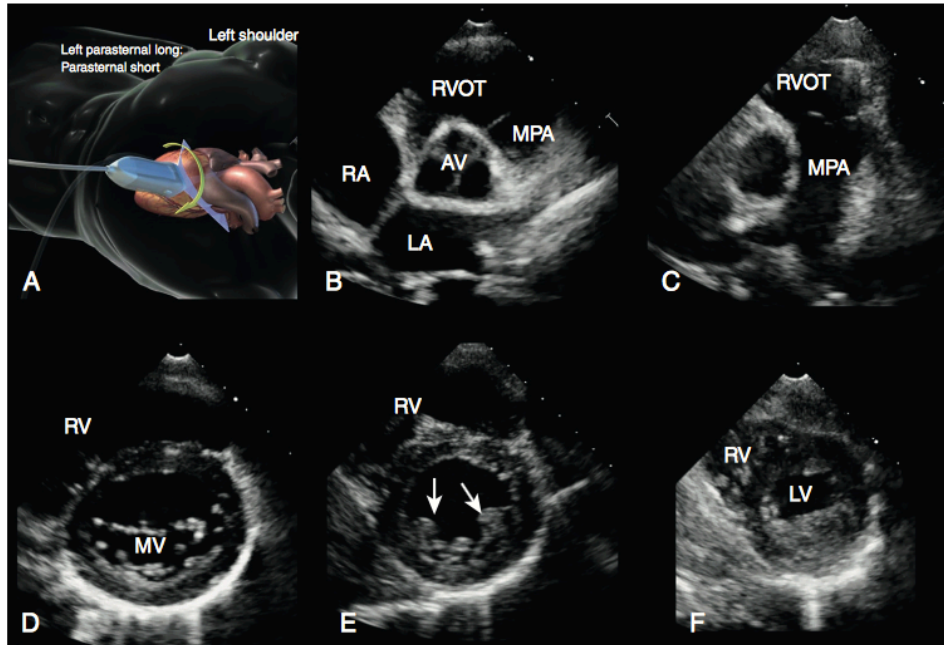 Left shoulder
Left parasternal long:
Parasternal short
A
RVOT
MPA
AV
RA
LA
B
RVOT
MPA
C
RV
MV
D
RV
E
RV
LV
F